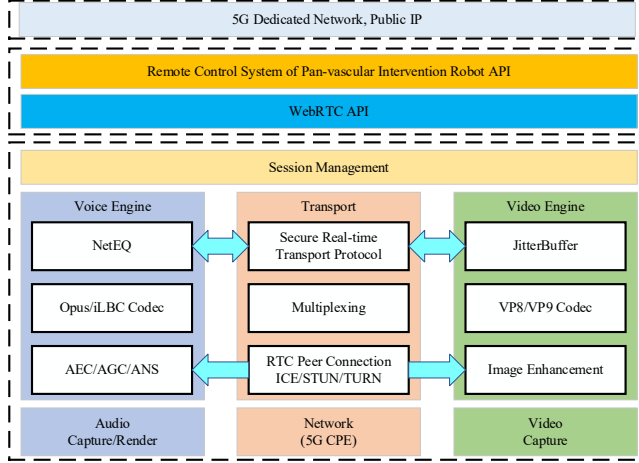 5G Dedicated Network, Public IP
Remote Control System of Pan-vascular Intervention Robot API
WebRTC API
Session Management
Voice Engine
NetEQ
Opus/iLBC Codec
AEC/AGC/ANS
Audio
Capture/Render
Transport
Secure Real-time
Transport Protocol
Multiplexing
RTC Peer Connection
ICE/STUN/TURN
Network
(5G CPE)
Video Engine
JitterBuffer
VP8/VP9 Codec
Image Enhancement
Video
Capture